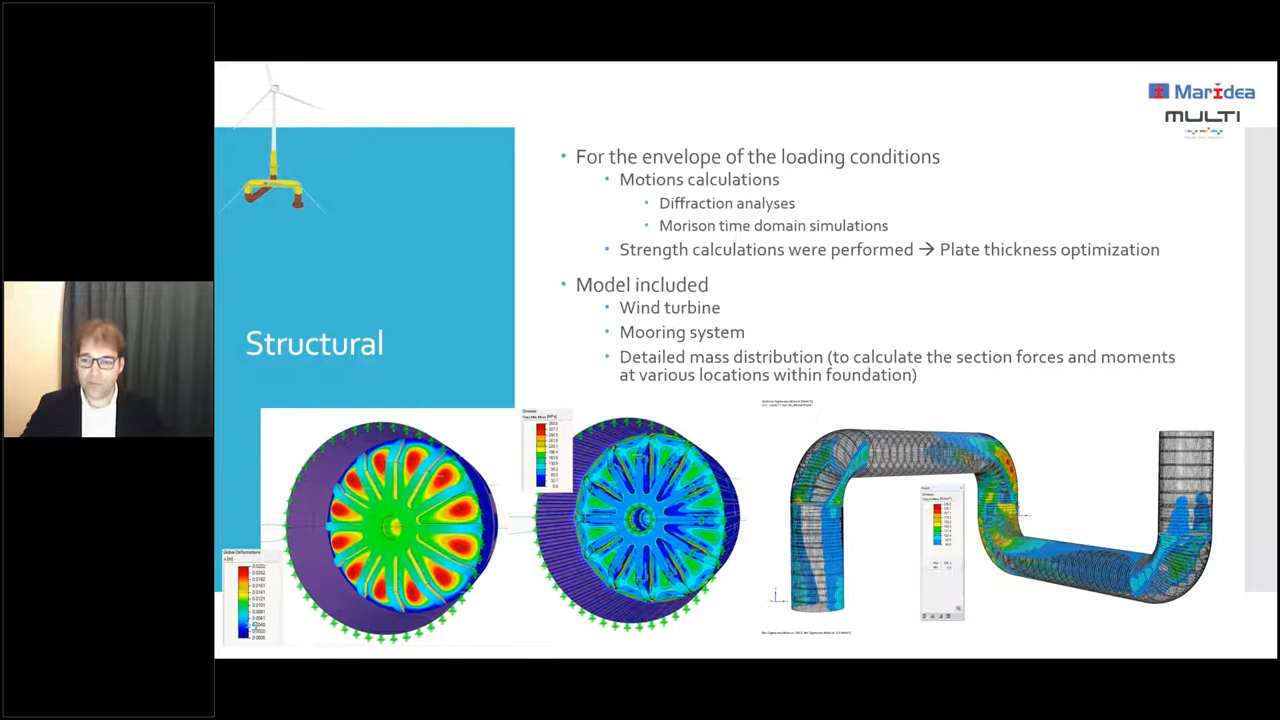 Maridea
MULTI
• For the envelope of the loading conditions
• Motions calculations
• Diffraction analyses
• Morison time domain simulations
• Strength calculations were performed → Plate thickness optimization
• Model included
• Wind turbine
• Mooring system
• Detailed mass distribution (to calculate the section forces and moments
at various locations within foundation)
Structural
Global Deformations